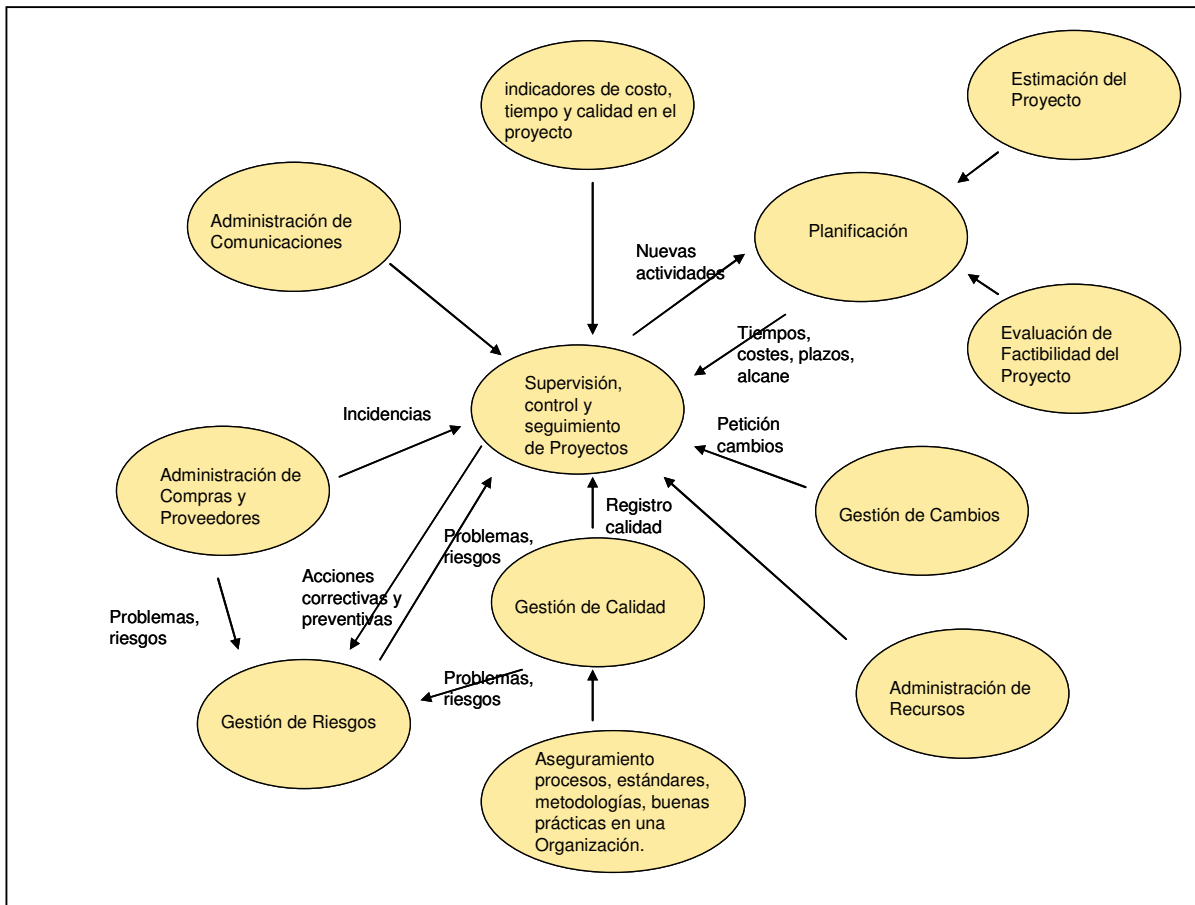 indicadores de costo,
tiempo y calidad en el
proyecto
Estimación del
Proyecto
Administración de
Comunicaciones
Planificación
Nuevas
actividades
Evaluación de
Factibilidad del
Proyecto
Tiempos,
costes, plazos,
alcane
Supervisión,
control y
seguimiento
de Proyectos
Incidencias
Petición
cambios
Administración de
Compras y
Proveedores
Gestión de Cambios
Registro
calidad
Problemas,
riesgos
Acciones
correctivas y
preventivas
Gestión de Calidad
Problemas,
riesgos
Problemas,
riesgos
Gestión de Riesgos
Administración de
Recursos
Aseguramiento
procesos, estándares,
metodologías, buenas
prácticas en una
Organización.